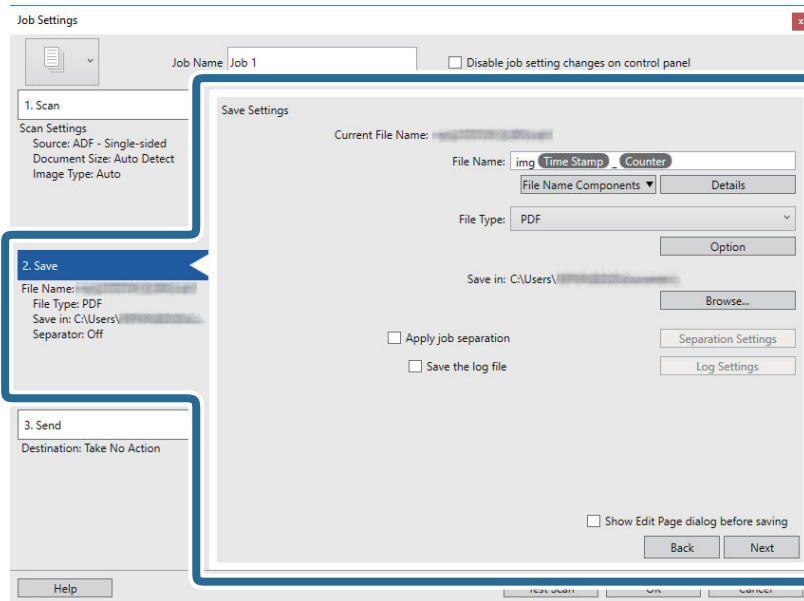 Job Settings
Job Name Job 1
Disable job setting changes on control panel
1. Scan
Scan Settings
Source: ADF - Single-sided
Document Size: Auto Detect
Image Type: Auto
2. Save
File Name:
File Type: PDF
Save in: C:\Users\
Separator: Off
3. Send
Destination: Take No Action
Save Settings
Current File Name:
File Name: img Time Stamp _ Counter
File Name Components ▼ Details
File Type: PDF
Option
Save in: C:\Users\
Browse...
Apply job separation Separation Settings
Save the log file Log Settings
Show Edit Page dialog before saving
Back Next
Help Test Scan OK Cancel